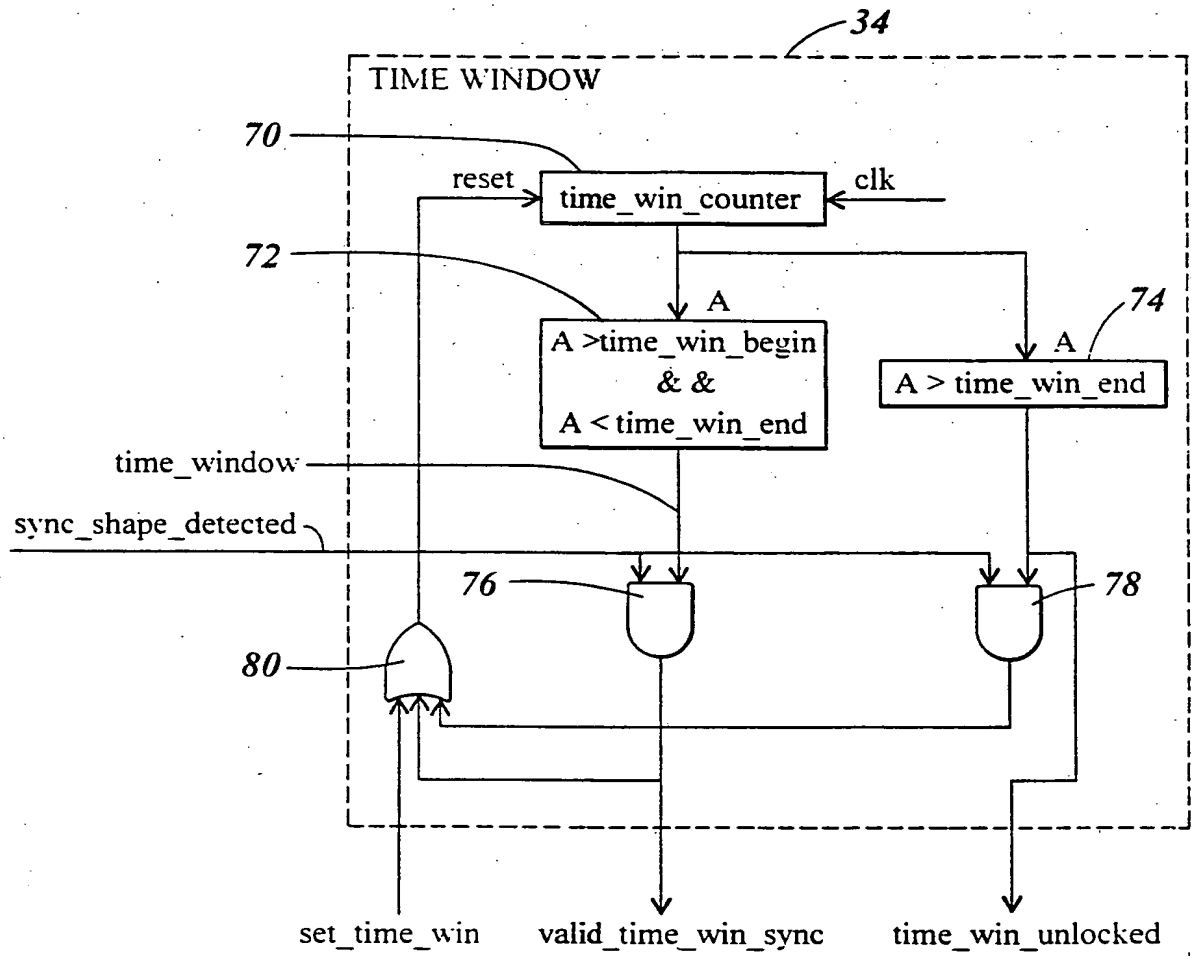 34
TIME WINDOW
70
reset
clk
time_win_counter
72
A
74
A >time_win_begin
& &
A < time_win_end
A
A > time_win_end
time_window
sync_shape_detected
76
78
80
set_time_win
valid_time_win_sync
time_win_unlocked